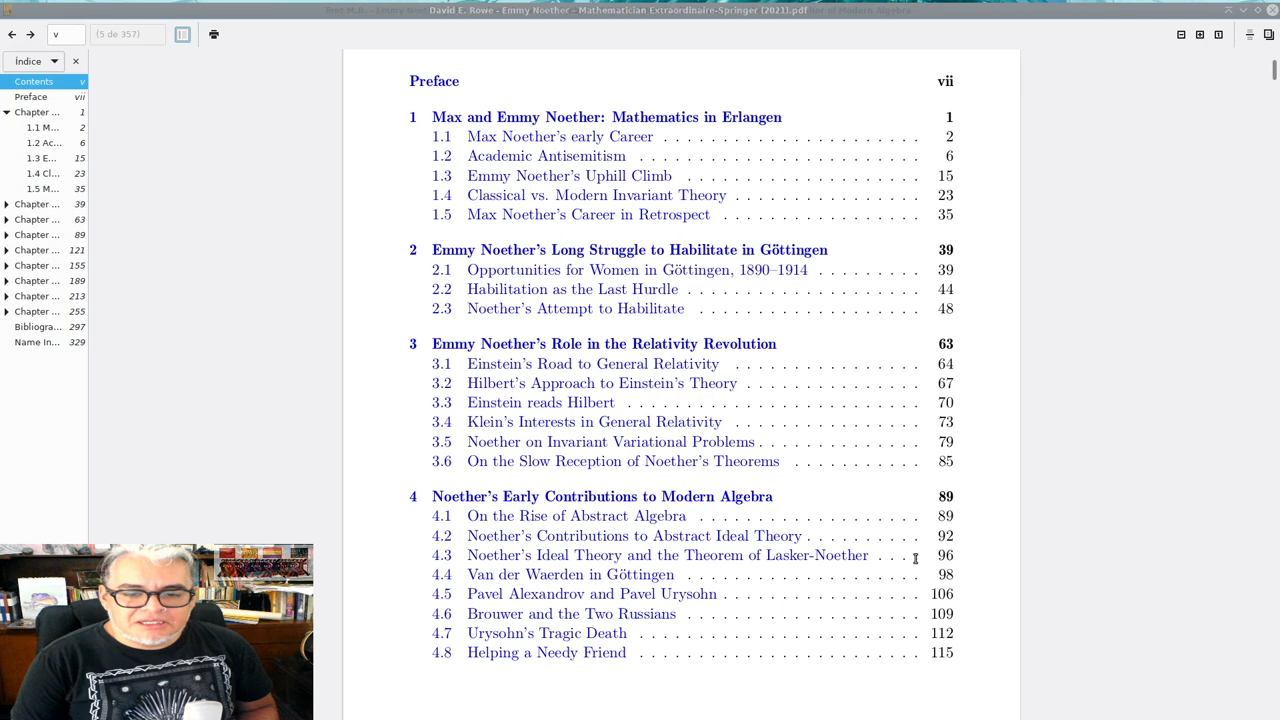 David E. Rowe - Emmy Noether – Mathematician Extraordinaire-Springer (2021).pdf
v
(5 de 357)
Índice
Contents v
Preface vii
Chapter ... 1
1.1 M... 2
1.2 Ac... 6
1.3 E... 15
1.4 Cl... 23
1.5 M... 35
Chapter ... 39
Chapter ... 63
Chapter ... 89
Chapter ... 121
Chapter ... 155
Chapter ... 189
Chapter ... 213
Chapter ... 255
Bibliogra... 297
Name In... 329
Preface vii
1 Max and Emmy Noether: Mathematics in Erlangen 1
1.1 Max Noether's early Career . . . . . . . . . . . . . . . . . . . . . . 2
1.2 Academic Antisemitism . . . . . . . . . . . . . . . . . . . . . . . . 6
1.3 Emmy Noether's Uphill Climb . . . . . . . . . . . . . . . . . . . . 15
1.4 Classical vs. Modern Invariant Theory . . . . . . . . . . . . . . . . 23
1.5 Max Noether's Career in Retrospect . . . . . . . . . . . . . . . . . 35
2 Emmy Noether's Long Struggle to Habilitate in Göttingen 39
2.1 Opportunities for Women in Göttingen, 1890–1914 . . . . . . . . . 39
2.2 Habilitation as the Last Hurdle . . . . . . . . . . . . . . . . . . . . 44
2.3 Noether's Attempt to Habilitate . . . . . . . . . . . . . . . . . . . 48
3 Emmy Noether's Role in the Relativity Revolution 63
3.1 Einstein's Road to General Relativity . . . . . . . . . . . . . . . . 64
3.2 Hilbert's Approach to Einstein's Theory . . . . . . . . . . . . . . . 67
3.3 Einstein reads Hilbert . . . . . . . . . . . . . . . . . . . . . . . . . 70
3.4 Klein's Interests in General Relativity . . . . . . . . . . . . . . . . 73
3.5 Noether on Invariant Variational Problems . . . . . . . . . . . . . . 79
3.6 On the Slow Reception of Noether's Theorems . . . . . . . . . . . 85
4 Noether's Early Contributions to Modern Algebra 89
4.1 On the Rise of Abstract Algebra . . . . . . . . . . . . . . . . . . . 89
4.2 Noether's Contributions to Abstract Ideal Theory . . . . . . . . . . 92
4.3 Noether's Ideal Theory and the Theorem of Lasker-Noether . . . . 96
4.4 Van der Waerden in Göttingen . . . . . . . . . . . . . . . . . . . . 98
4.5 Pavel Alexandrov and Pavel Urysohn . . . . . . . . . . . . . . . . . 106
4.6 Brouwer and the Two Russians . . . . . . . . . . . . . . . . . . . . 109
4.7 Urysohn's Tragic Death . . . . . . . . . . . . . . . . . . . . . . . . 112
4.8 Helping a Needy Friend . . . . . . . . . . . . . . . . . . . . . . . . 115